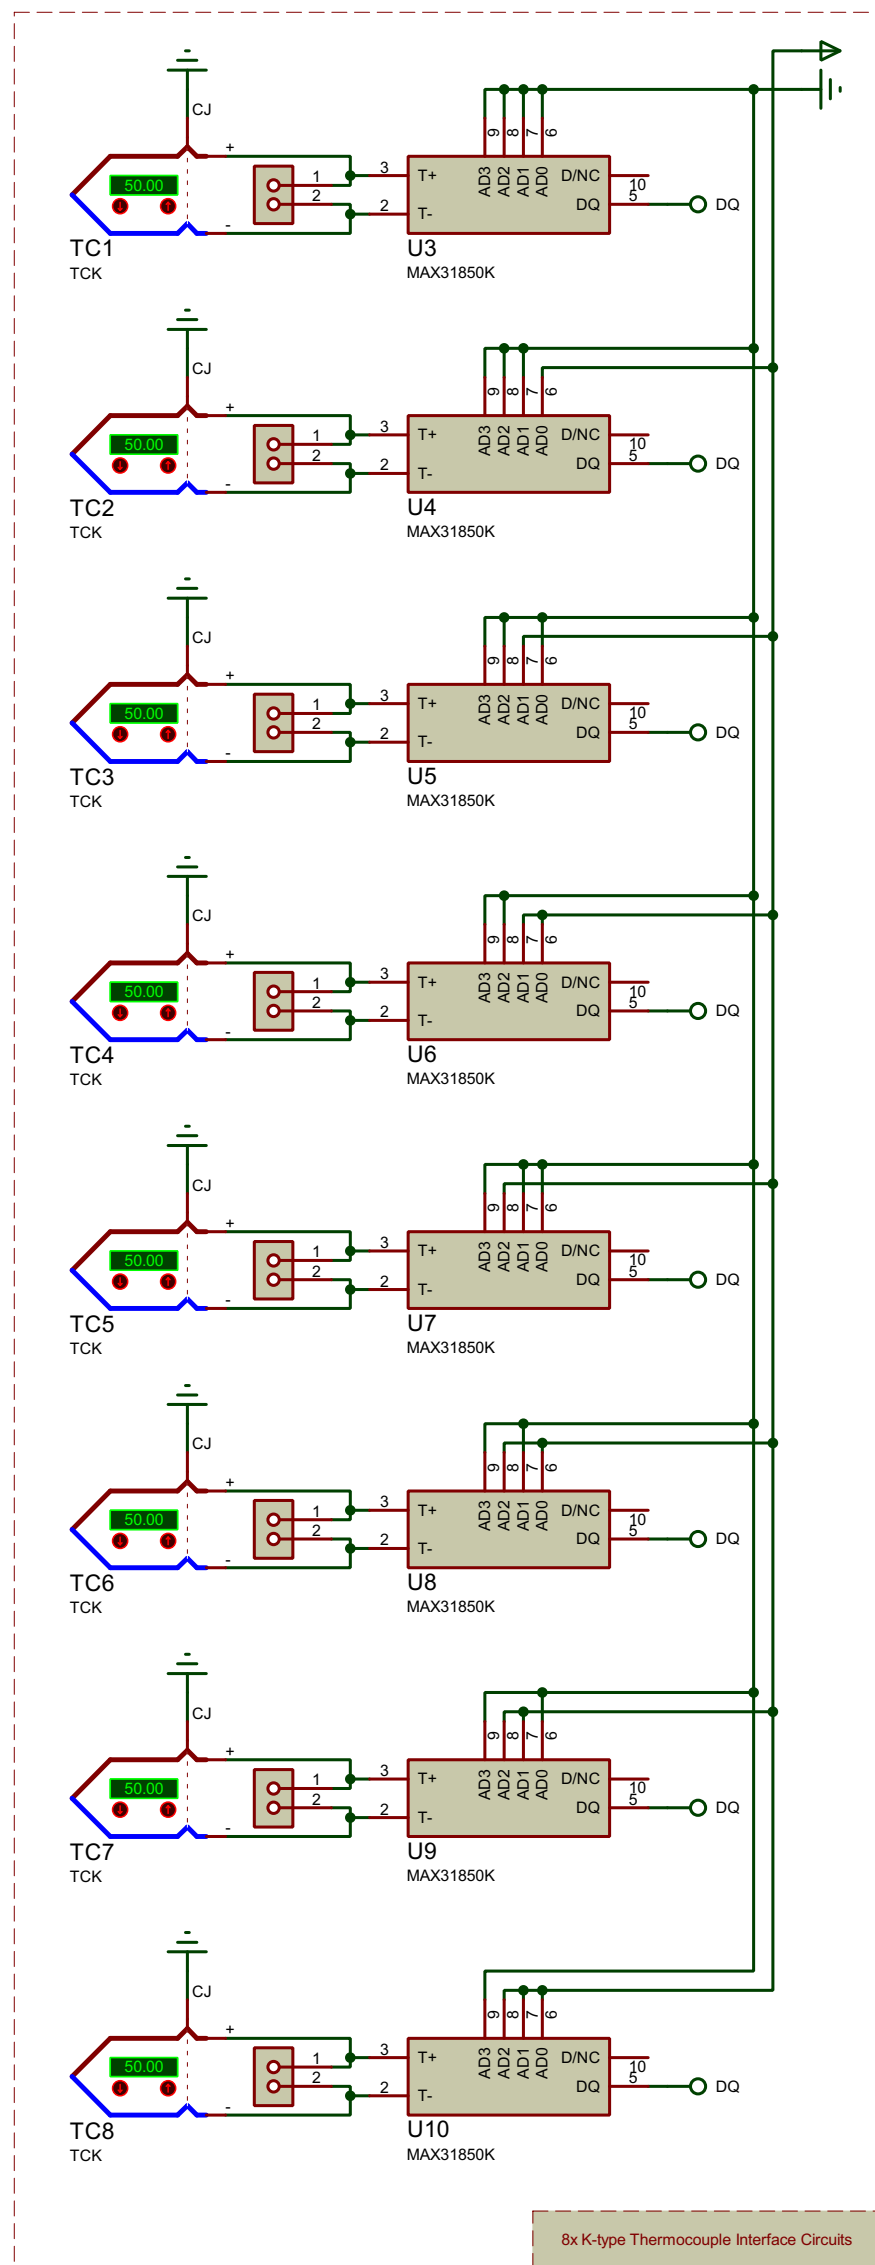 CJ
9 8 7 6
+
50.00
1
2
3
2
T+
T-
AD3 AD2 AD1 AD0
D/NC
DQ
10
5
DQ
-
TC1
TCK
U3
MAX31850K
CJ
9 8 7 6
+
50.00
1
2
3
2
T+
T-
AD3 AD2 AD1 AD0
D/NC
DQ
10
5
DQ
-
TC2
TCK
U4
MAX31850K
CJ
9 8 7 6
+
50.00
1
2
3
2
T+
T-
AD3 AD2 AD1 AD0
D/NC
DQ
10
5
DQ
-
TC3
TCK
U5
MAX31850K
CJ
9 8 7 6
+
50.00
1
2
3
2
T+
T-
AD3 AD2 AD1 AD0
D/NC
DQ
10
5
DQ
-
TC4
TCK
U6
MAX31850K
CJ
9 8 7 6
+
50.00
1
2
3
2
T+
T-
AD3 AD2 AD1 AD0
D/NC
DQ
10
5
DQ
-
TC5
TCK
U7
MAX31850K
CJ
9 8 7 6
+
50.00
1
2
3
2
T+
T-
AD3 AD2 AD1 AD0
D/NC
DQ
10
5
DQ
-
TC6
TCK
U8
MAX31850K
CJ
9 8 7 6
+
50.00
1
2
3
2
T+
T-
AD3 AD2 AD1 AD0
D/NC
DQ
10
5
DQ
-
TC7
TCK
U9
MAX31850K
CJ
9 8 7 6
+
50.00
1
2
3
2
T+
T-
AD3 AD2 AD1 AD0
D/NC
DQ
10
5
DQ
-
TC8
TCK
U10
MAX31850K
8x K-type Thermocouple Interface Circuits